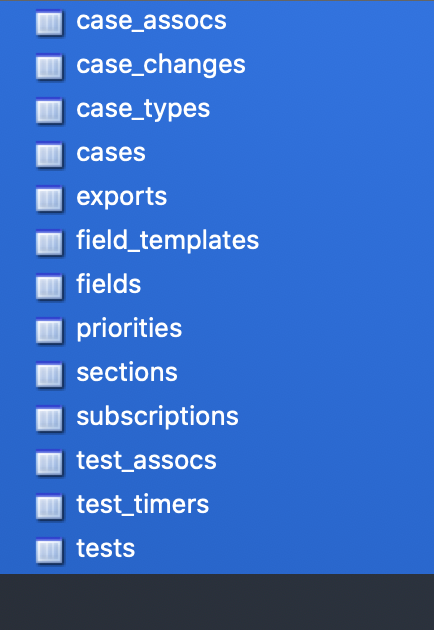 case_assocs
case_changes
case_types
cases
exports
field_templates
fields
priorities
sections
subscriptions
test_assocs
test_timers
tests